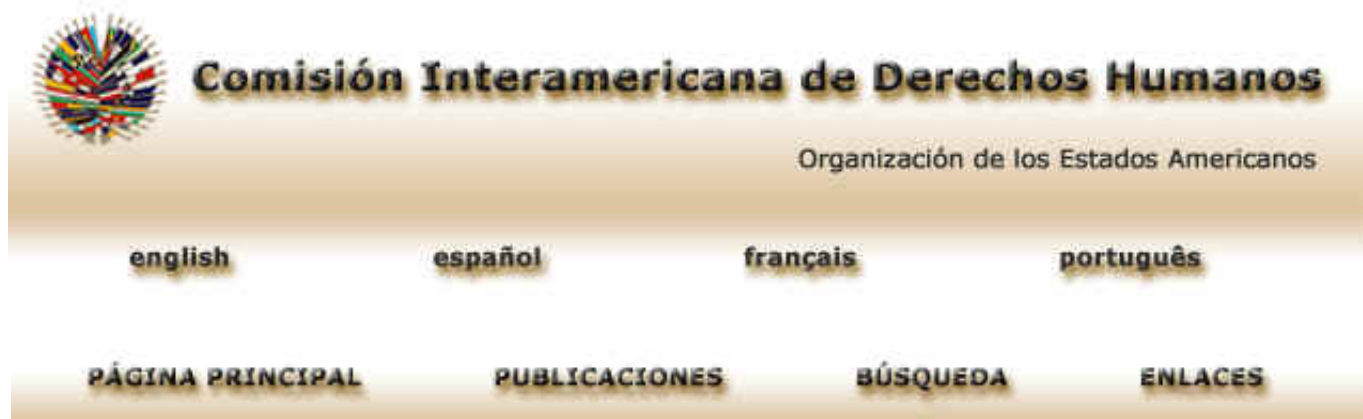 Comisión Interamericana de Derechos Humanos
Organización de los Estados Americanos
english español français português
PÁGINA PRINCIPAL PUBLICACIONES BÚSQUEDA ENLACES